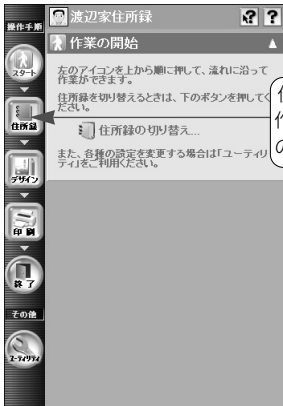 操作手順
渡辺家住所録
?
?
作業の開始
スタート
左のアイコンを上から順に押して、流れに沿って
作業ができます。
住所録を切り替えるときは、下のボタンを押してく
ださい。
住所録
住所録の切り替え...
また、各種の設定を変更する場合は「ユーティリ
ティ」をご利用ください。
デザイン
印刷
終了
その他
ユーティリティ
作
の